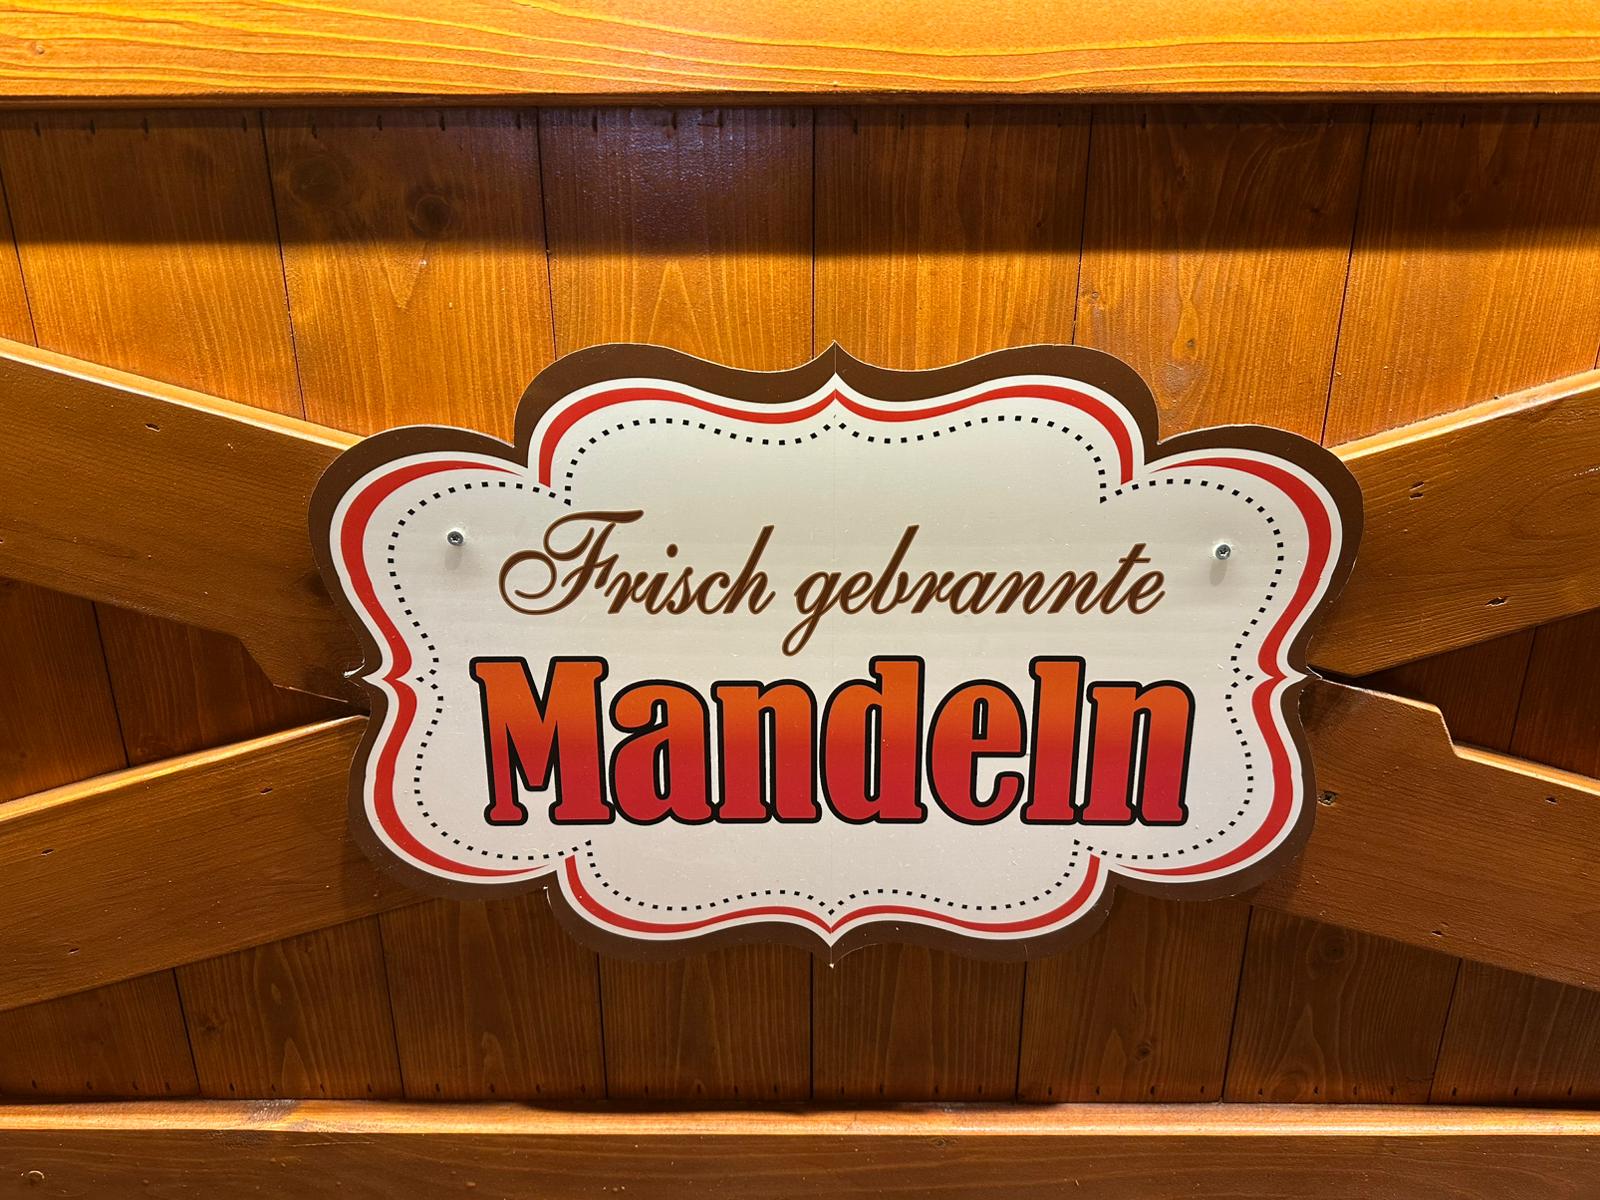 Frisch gebrannte
Mandeln